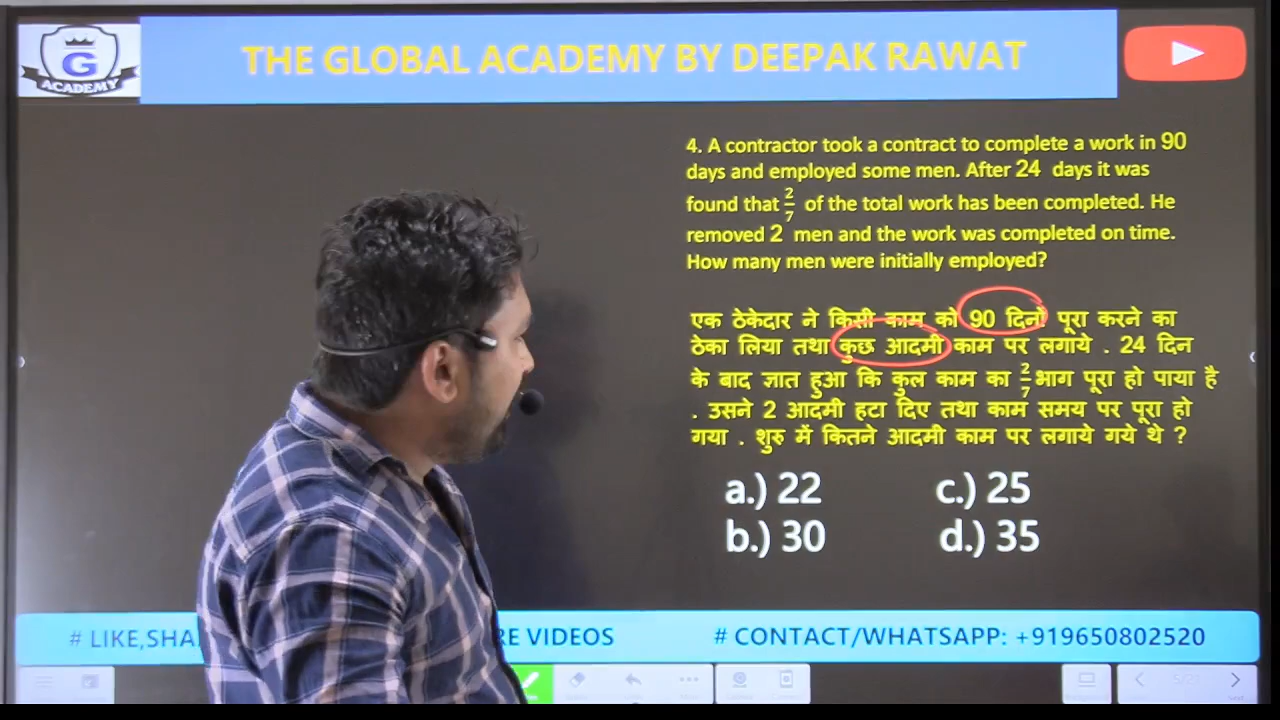 G
ACADEMY
THE GLOBAL ACADEMY BY DEEPAK RAWAT
4. A contractor took a contract to complete a work in 90
days and employed some men. After 24 days it was
found that 2/7 of the total work has been completed. He
removed 2 men and the work was completed on time.
How many men were initially employed?
एक ठेकेदार ने किसी काम को 90 दिनों पूरा करने का
ठेका लिया तथा कुछ आदमी काम पर लगाये . 24 दिन
के बाद ज्ञात हुआ कि कुल काम का 2/7 भाग पूरा हो पाया है
. उसने 2 आदमी हटा दिए तथा काम समय पर पूरा हो
गया . शुरु में कितने आदमी काम पर लगाये गये थे ?
a.) 22 c.) 25
b.) 30 d.) 35
# LIKE,SHA RE VIDEOS # CONTACT/WHATSAPP: +919650802520